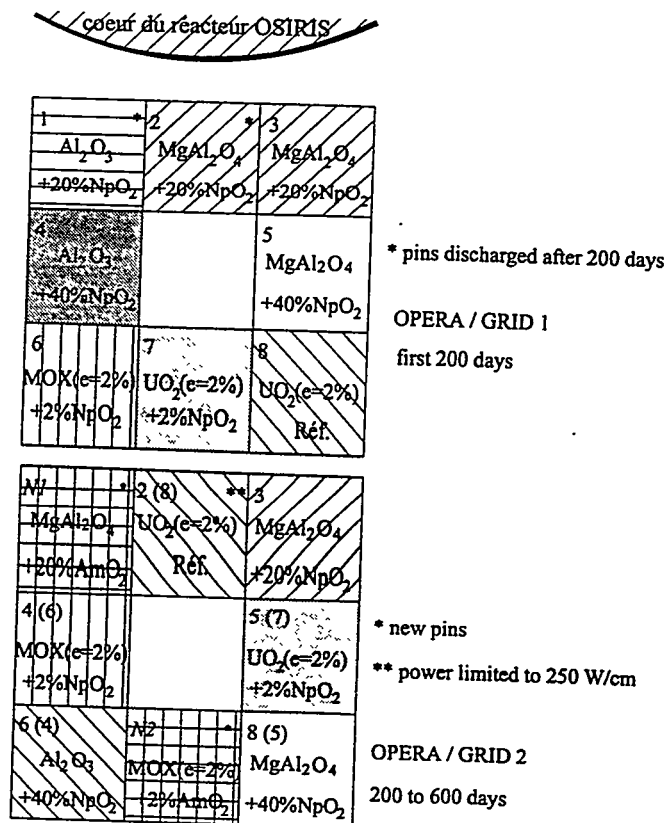 coeur du réacteur OSIRIS
1 * 2 * 3
Al₂O₃ MgAl₂O₄ MgAl₂O₄
+20%NpO₂ +20%NpO₂ +20%NpO₂
4 5
Al₂O₃ MgAl₂O₄
+40%NpO₂ +40%NpO₂
* pins discharged after 200 days
OPERA / GRID 1
first 200 days
6 7 8
MOX(e=2%) UO₂(e=2%) UO₂(e=2%)
+2%NpO₂ +2%NpO₂ Réf.
N1 * 2 (8) ** 3
MgAl₂O₄ UO₂(e=2%) MgAl₂O₄
+20%AmO₂ Réf. +20%NpO₂
4 (6) 5 (7)
MOX(e=2%) UO₂(e=2%)
+2%NpO₂ +2%NpO₂
* new pins
** power limited to 250 W/cm
6 (4) N2 * 8 (5)
Al₂O₃ MOX(e=2%) MgAl₂O₄
+40%NpO₂ +2%AmO₂ +40%NpO₂
OPERA / GRID 2
200 to 600 days